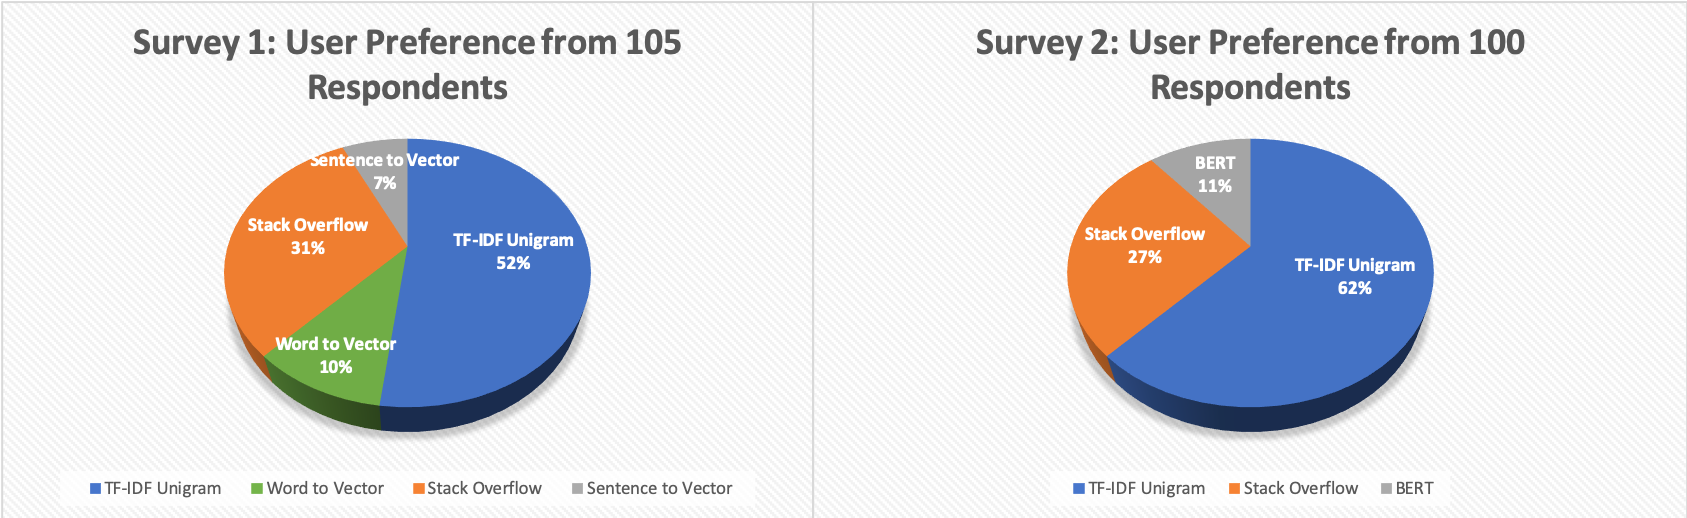 Survey 1: User Preference from 105
Respondents
Sentence to Vector
7%
Stack Overflow
31%
TF-IDF Unigram
52%
Word to Vector
10%
TF-IDF Unigram
Word to Vector
Stack Overflow
Sentence to Vector
Survey 2: User Preference from 100
Respondents
BERT
11%
Stack Overflow
27%
TF-IDF Unigram
62%
TF-IDF Unigram
Stack Overflow
BERT